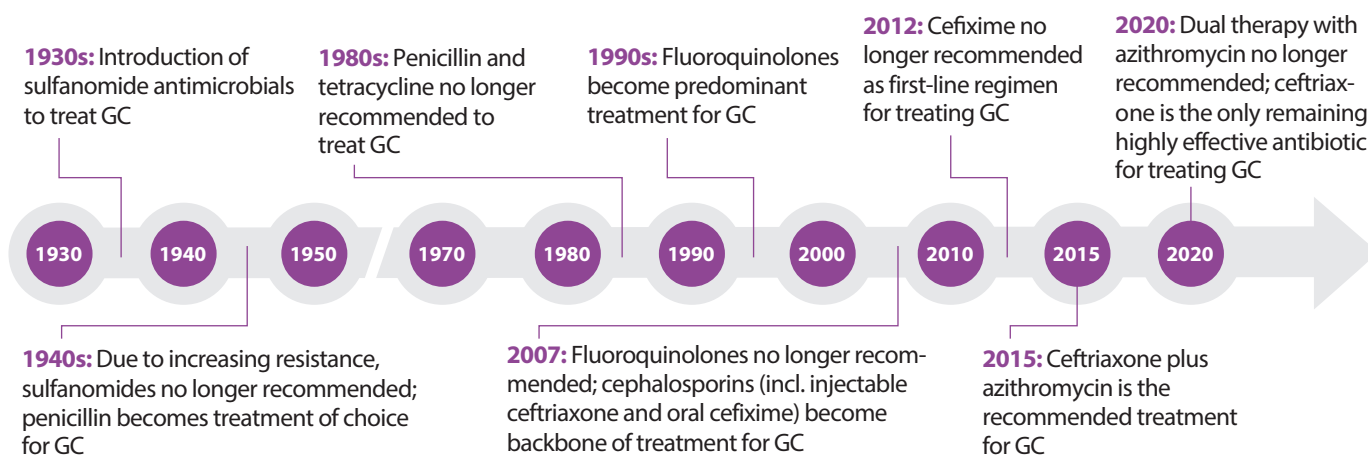 1930s: Introduction of
sulfanomide antimicrobials
to treat GC
1980s: Penicillin and
tetracycline no longer
recommended to
treat GC
1990s: Fluoroquinolones
become predominant
treatment for GC
2012: Cefixime no
longer recommended
as first-line regimen
for treating GC
2020: Dual therapy with
azithromycin no longer
recommended; ceftriax-
one is the only remaining
highly effective antibiotic
for treating GC
1930
1940
1950
1970
1980
1990
2000
2010
2015
2020
1940s: Due to increasing resistance,
sulfanomides no longer recommended;
penicillin becomes treatment of choice
for GC
2007: Fluoroquinolones no longer recom-
mended; cephalosporins (incl. injectable
ceftriaxone and oral cefixime) become
backbone of treatment for GC
2015: Ceftriaxone plus
azithromycin is the
recommended treatment
for GC